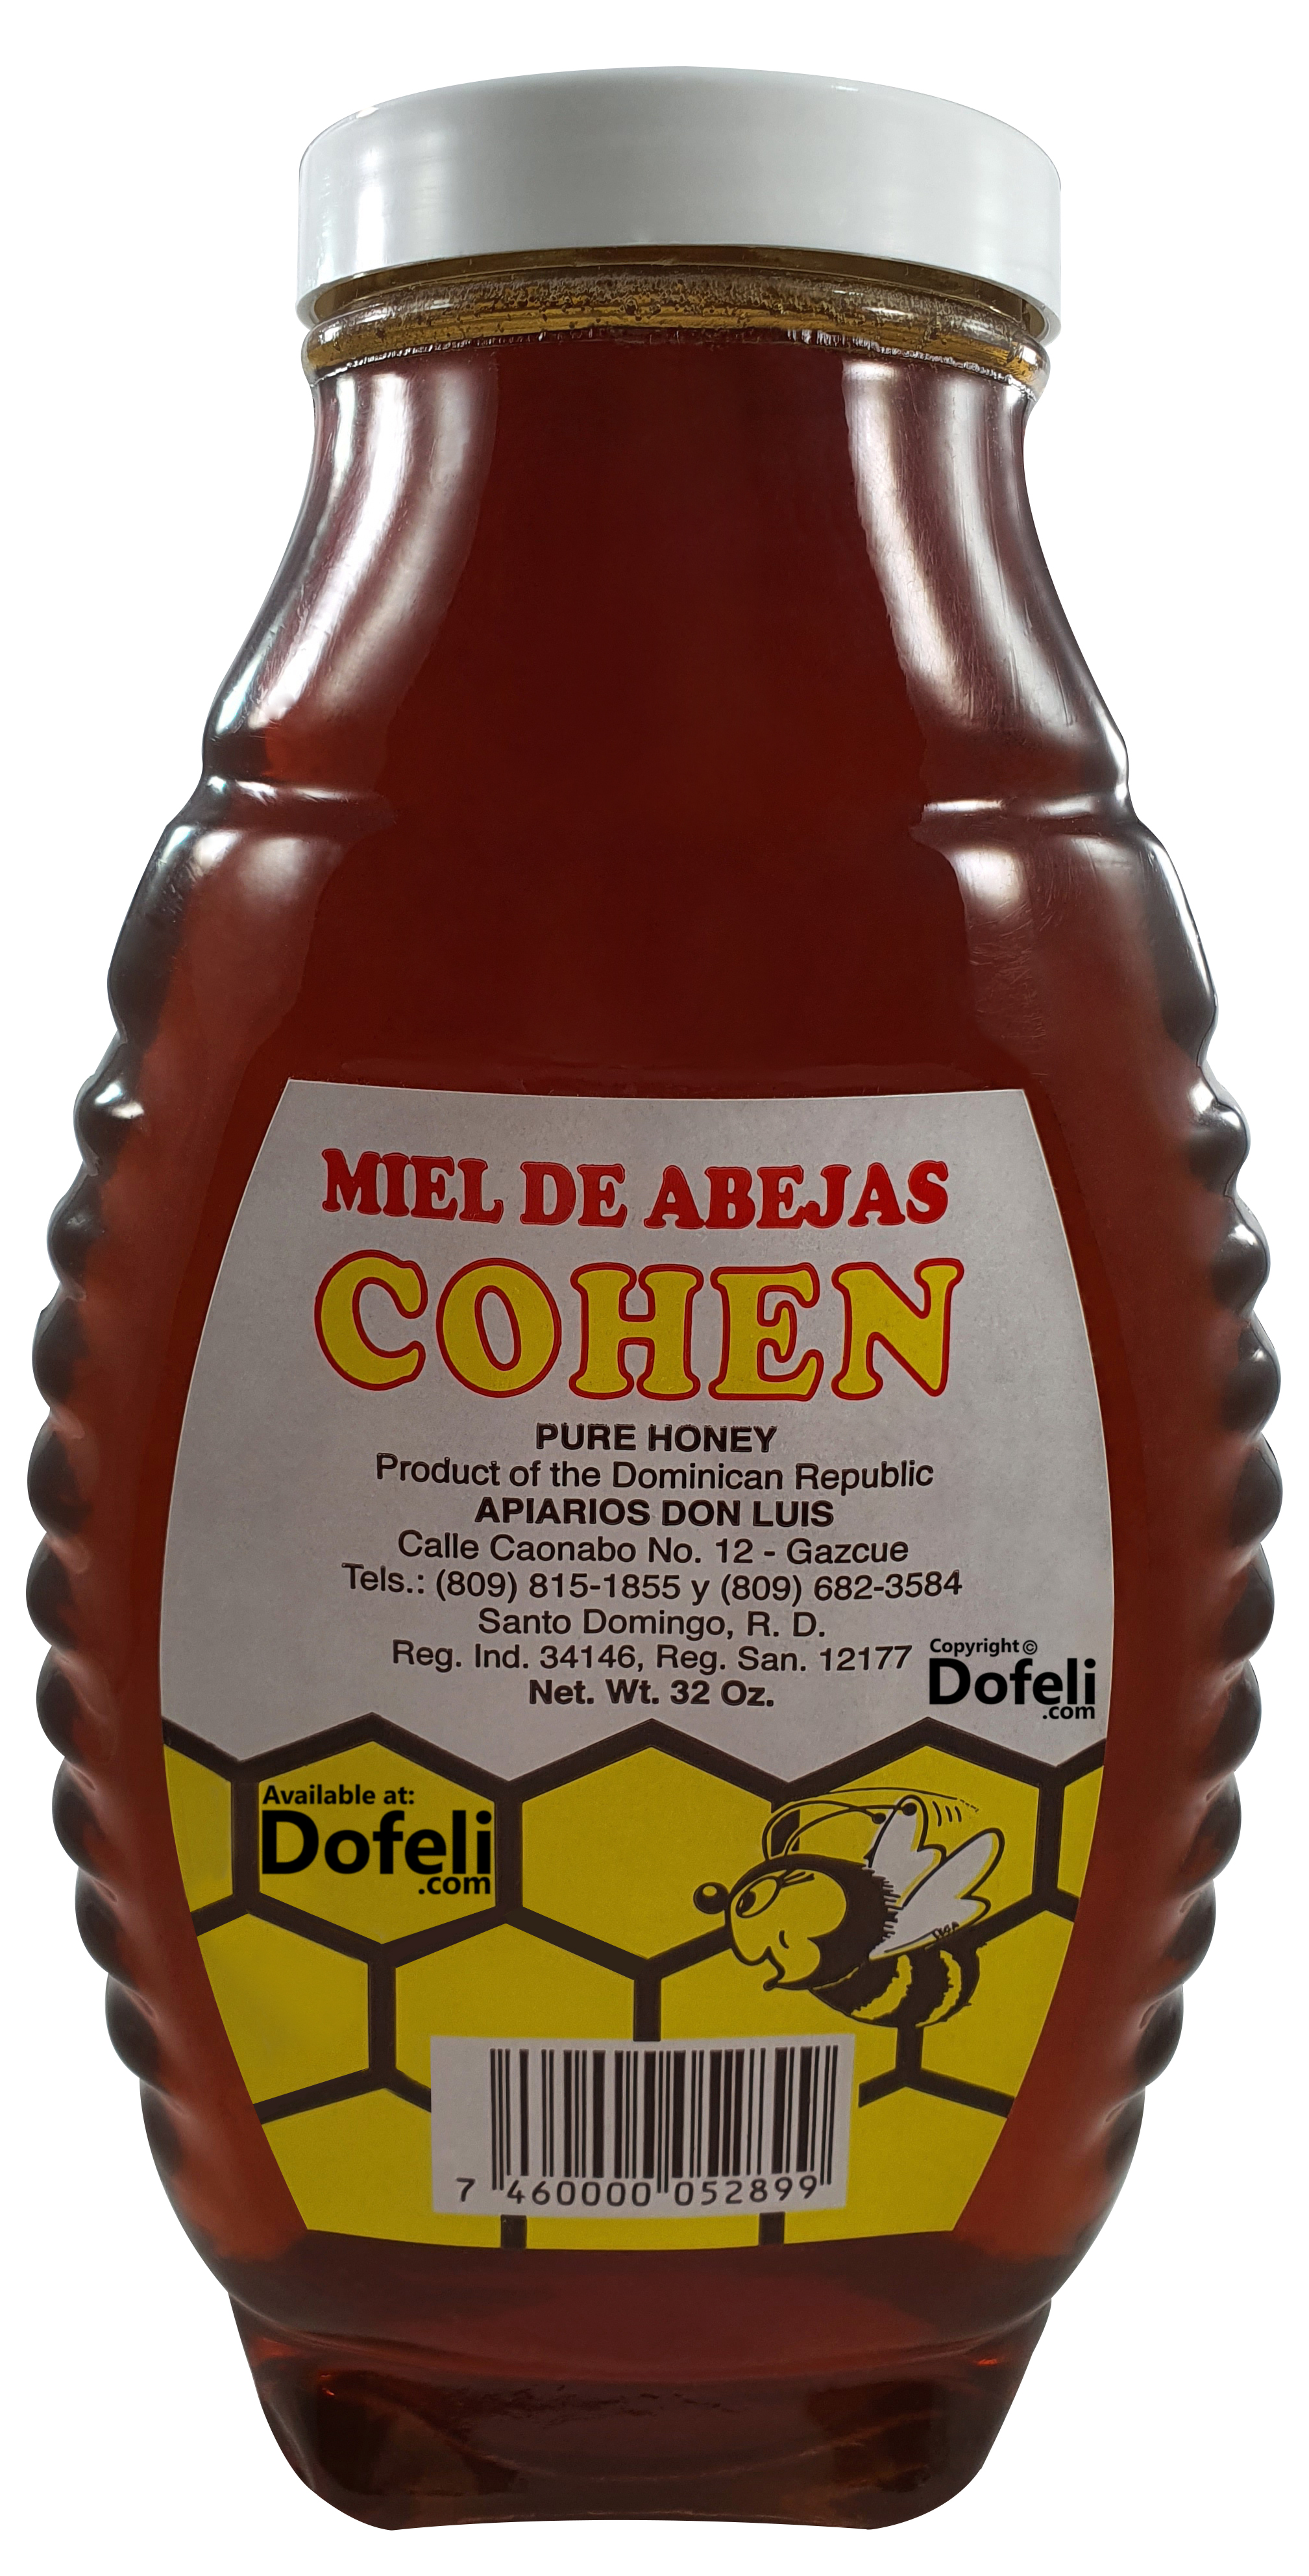 MIEL DE ABEJAS
COHEN
PURE HONEY
Product of the Dominican Republic
APIARIOS DON LUIS
Calle Caonabo No. 12 - Gazcue
Tels.: (809) 815-1855 y (809) 682-3584
Santo Domingo, R. D.
Reg. Ind. 34146, Reg. San. 12177
Net. Wt. 32 Oz.
Copyright ©
Dofeli
.com
Available at:
Dofeli
.com
7 460000 052899